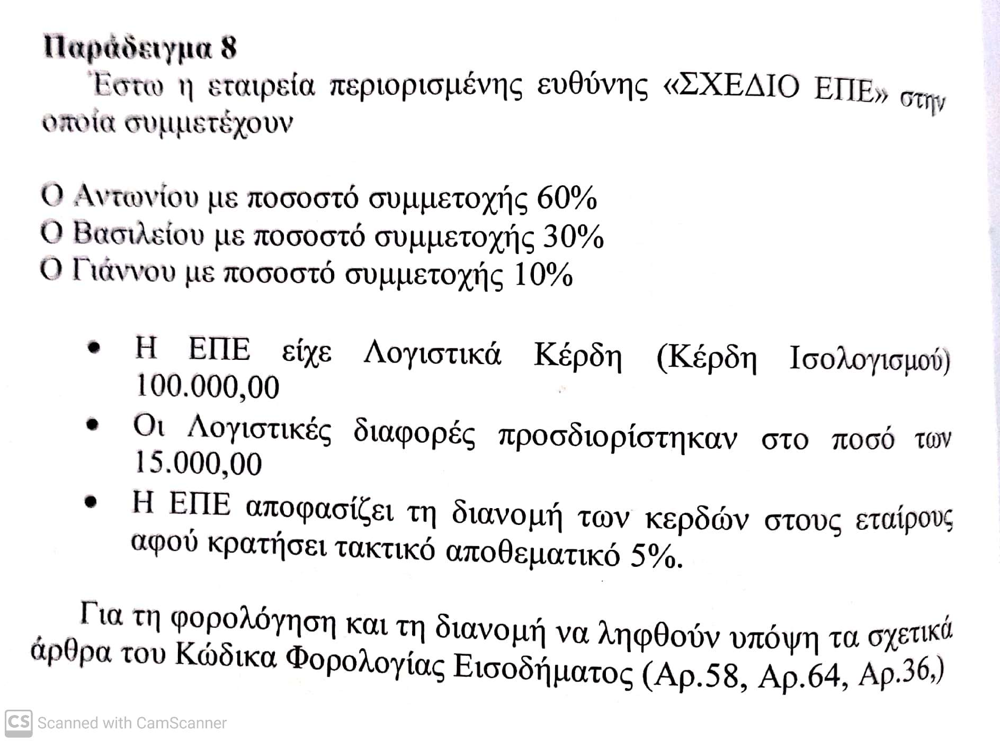 Παράδειγμα 8
Έστω η εταιρεία περιορισμένης ευθύνης «ΣΧΕΔΙΟ ΕΠΕ» στην
οποία συμμετέχουν
Ο Αντωνίου με ποσοστό συμμετοχής 60%
Ο Βασιλείου με ποσοστό συμμετοχής 30%
Ο Γιάννου με ποσοστό συμμετοχής 10%
• Η ΕΠΕ είχε Λογιστικά Κέρδη (Κέρδη Ισολογισμού)
100.000,00
• Οι Λογιστικές διαφορές προσδιορίστηκαν στο ποσό των
15.000,00
• Η ΕΠΕ αποφασίζει τη διανομή των κερδών στους εταίρους
αφού κρατήσει τακτικό αποθεματικό 5%.
Για τη φορολόγηση και τη διανομή να ληφθούν υπόψη τα σχετικά
άρθρα του Κώδικα Φορολογίας Εισοδήματος (Αρ.58, Αρ.64, Αρ.36,)
CS Scanned with CamScanner